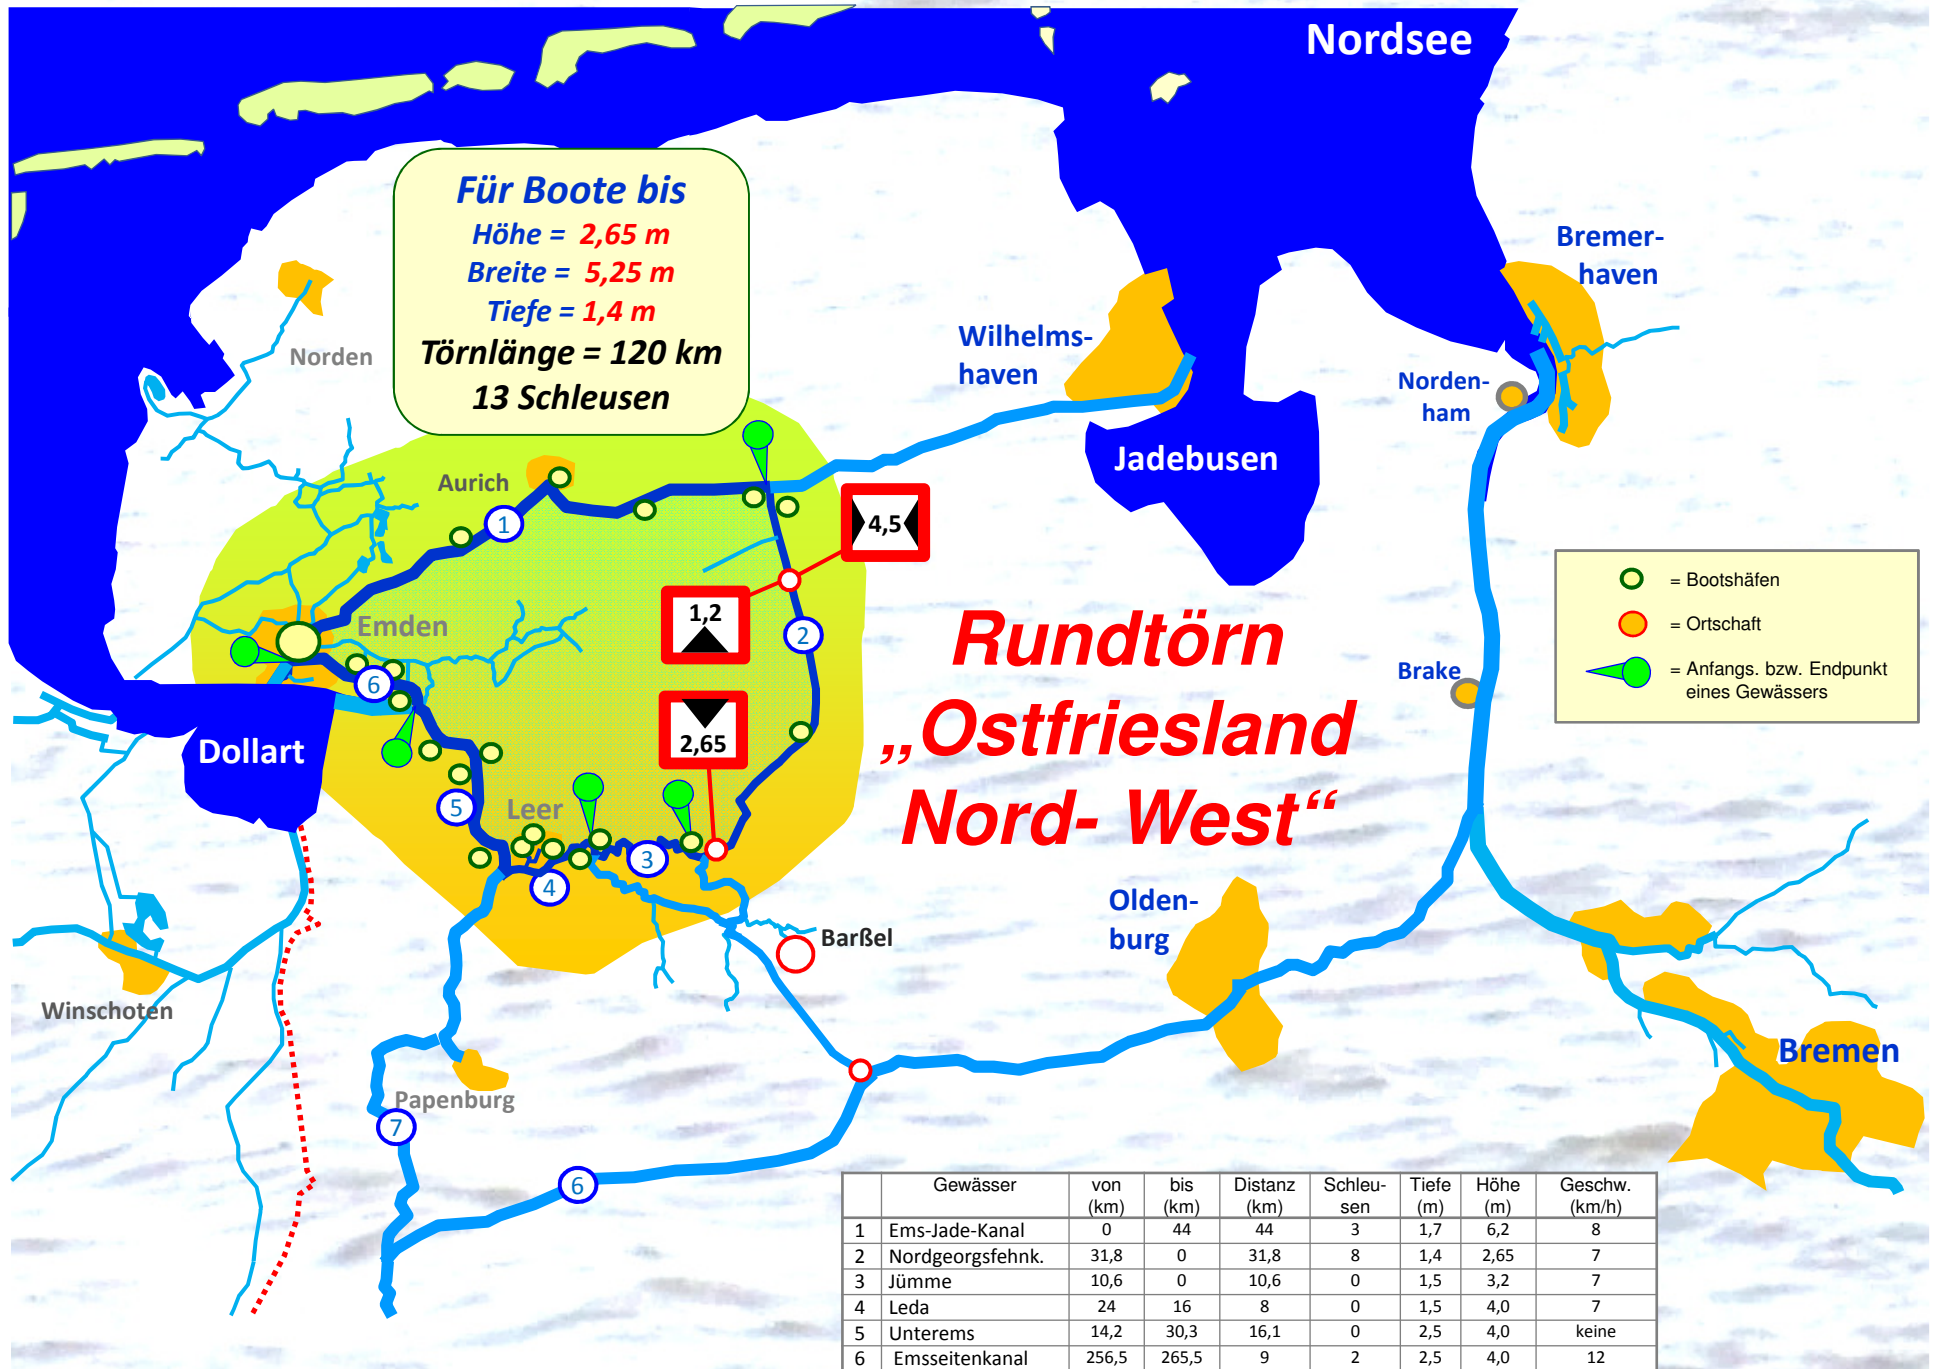 Nordsee
Für Boote bis
Höhe = 2,65 m
Breite = 5,25 m
Tiefe = 1,4 m
Törnlänge = 120 km
13 Schleusen
Bremer-
haven
Norden
Wilhelms-
haven
Norden-
ham
Jadebusen
Aurich
1
4,5
= Bootshäfen
= Ortschaft
= Anfangs. bzw. Endpunkt
eines Gewässers
1,2
Emden
2
6
2,65
Rundtörn
„Ostfriesland
Nord- West“
Brake
Dollart
5
Leer
3
4
Olden-
burg
Barßel
Winschoten
Bremen
Papenburg
7
6
Gewässer von (km) bis (km) Distanz (km) Schleu- sen Tiefe (m) Höhe (m) Geschw. (km/h)
1 Ems-Jade-Kanal 0 44 44 3 1,7 6,2 8
2 Nordgeorgsfehnk. 31,8 0 31,8 8 1,4 2,65 7
3 Jümme 10,6 0 10,6 0 1,5 3,2 7
4 Leda 24 16 8 0 1,5 4,0 7
5 Unterems 14,2 30,3 16,1 0 2,5 4,0 keine
6 Emsseitenkanal 256,5 265,5 9 2 2,5 4,0 12